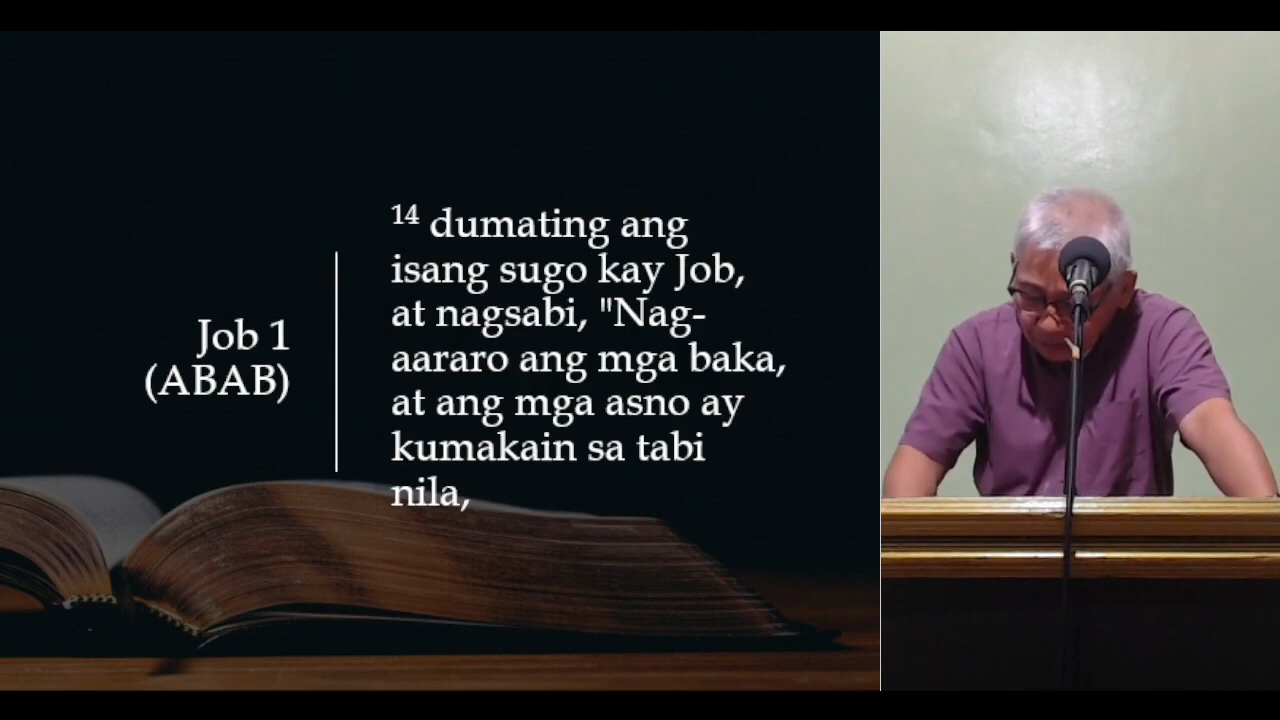 Job 1
(ABAB)
14 dumating ang
isang sugo kay Job,
at nagsabi, "Nag-
aararo ang mga baka,
at ang mga asno ay
kumakain sa tabi
nila,